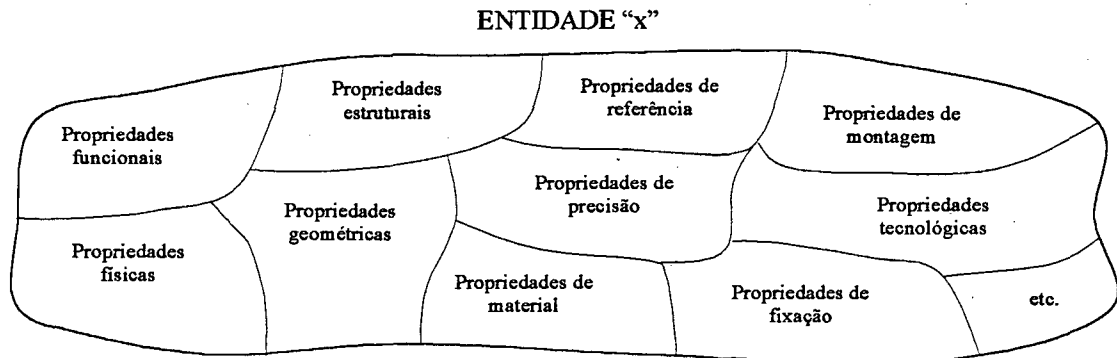 ENTIDADE “x”
Propriedades
funcionais
Propriedades
estruturais
Propriedades de
referência
Propriedades de
montagem
Propriedades
físicas
Propriedades
geométricas
Propriedades de
precisão
Propriedades
tecnológicas
Propriedades de
material
Propriedades de
fixação
etc.